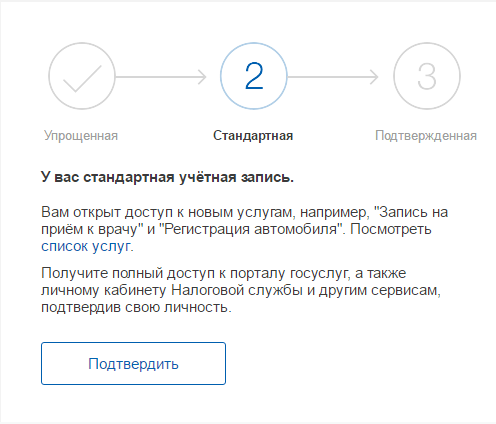 2
3
Упрощенная
Стандартная
Подтвержденная
У вас стандартная учётная запись.
Вам открыт доступ к новым услугам, например, "Запись на
приём к врачу" и "Регистрация автомобиля". Посмотреть
список услуг.
Получите полный доступ к порталу госуслуг, а также
личному кабинету Налоговой службы и другим сервисам,
подтвердив свою личность.
Подтвердить